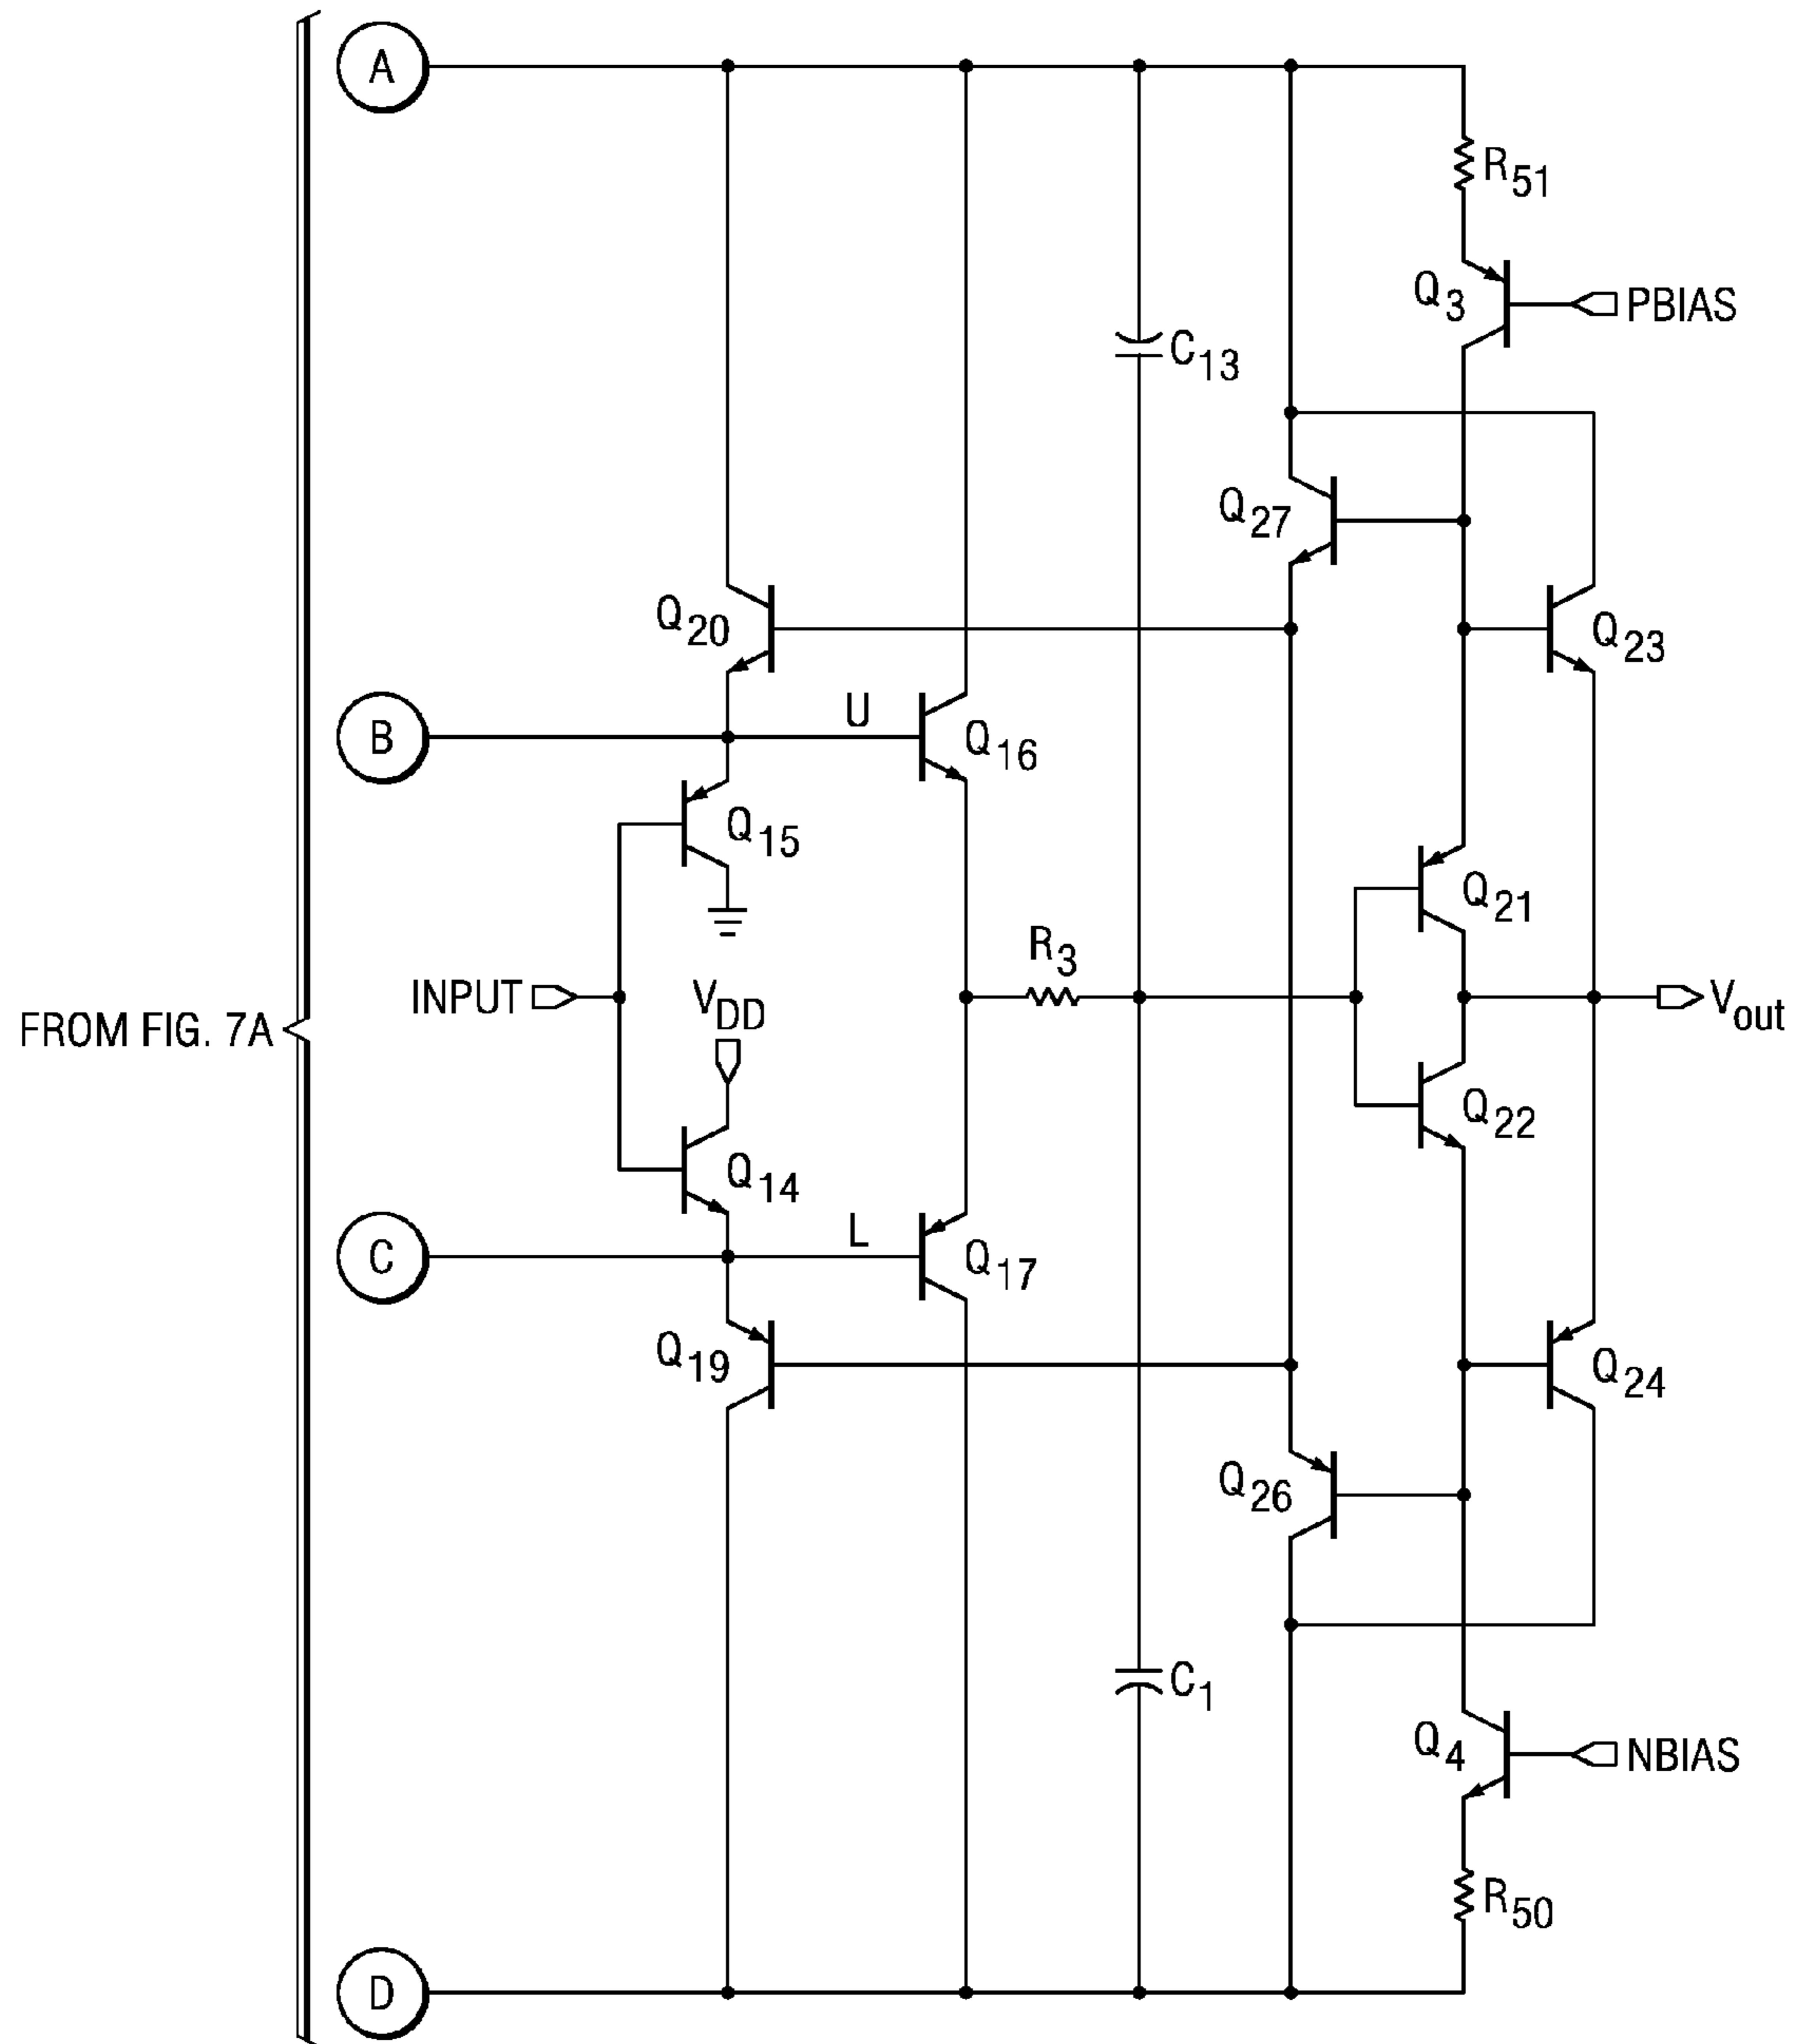 A
R51
Q3
PBIAS
C13
Q27
Q20
Q23
B
U
Q16
Q15
Q21
R3
INPUT
VDD
Vout
FROM FIG. 7A
Q22
Q14
C
L
Q17
Q19
Q24
Q26
C1
Q4
NBIAS
R50
D